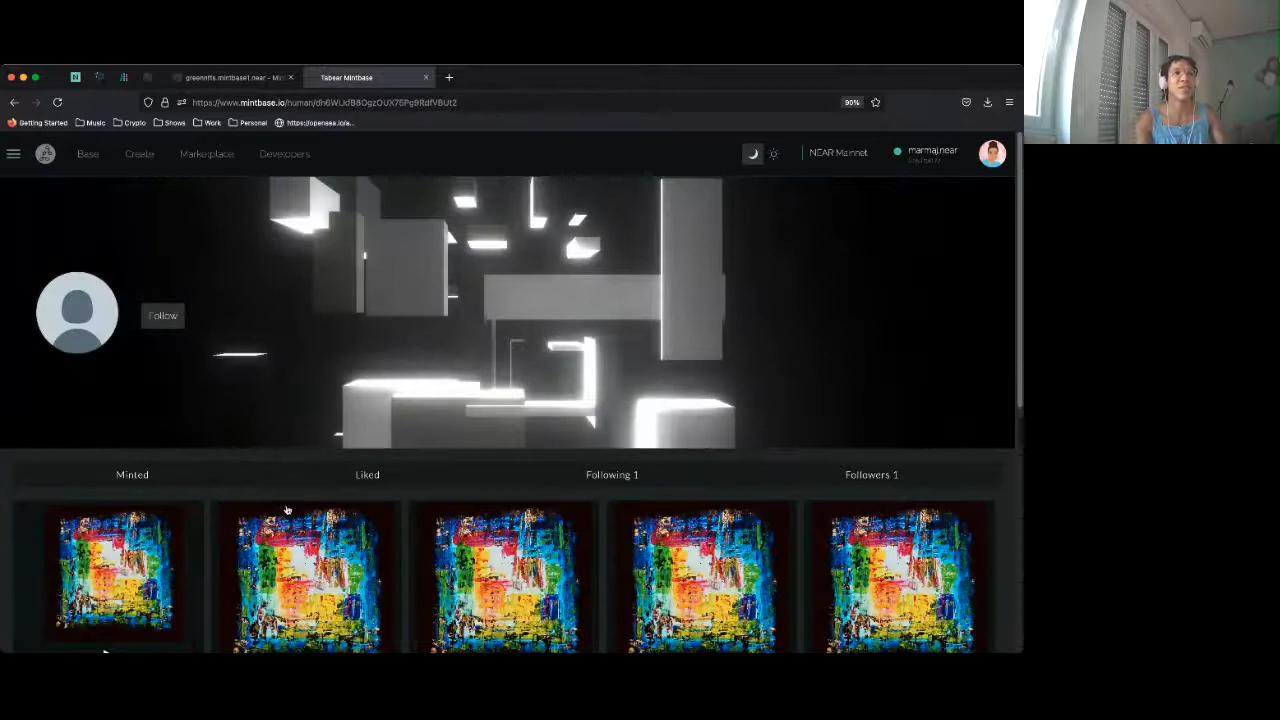 greennfts.mintbase1.near - Min
Tabear Mintbase
https://www.mintbase.io/human/
90%
Getting Started
Music
Crypto
Shows
Work
Personal
https://opensea.io/a...
Base
Create
Marketplace
Developers
NEAR Mainnet
marmaj.near
Follow
Minted
Liked
Following 1
Followers 1